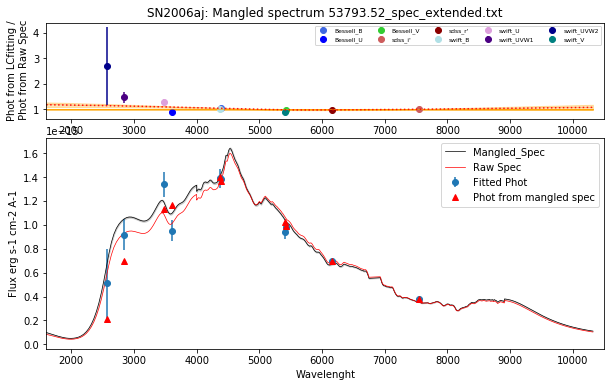 SN2006aj: Mangled spectrum 53793.52_spec_extended.txt
Phot from LCfitting /
Phot from Raw Spec
4
3
2
1
Bessell_B
Bessell_U
Bessell_V
sdss_r'
sdss_r'
swift_B
swift_U
swift_UVW1
swift_UVW2
swift_V
2000 3000 4000 5000 6000 7000 8000 9000 10000
Flux erg s-1 cm-2 A-1
1.6
1.4
1.2
1.0
0.8
0.6
0.4
0.2
0.0
Mangled_Spec
Raw Spec
Fitted Phot
Phot from mangled spec
2000 3000 4000 5000 6000 7000 8000 9000 10000
Wavelenght